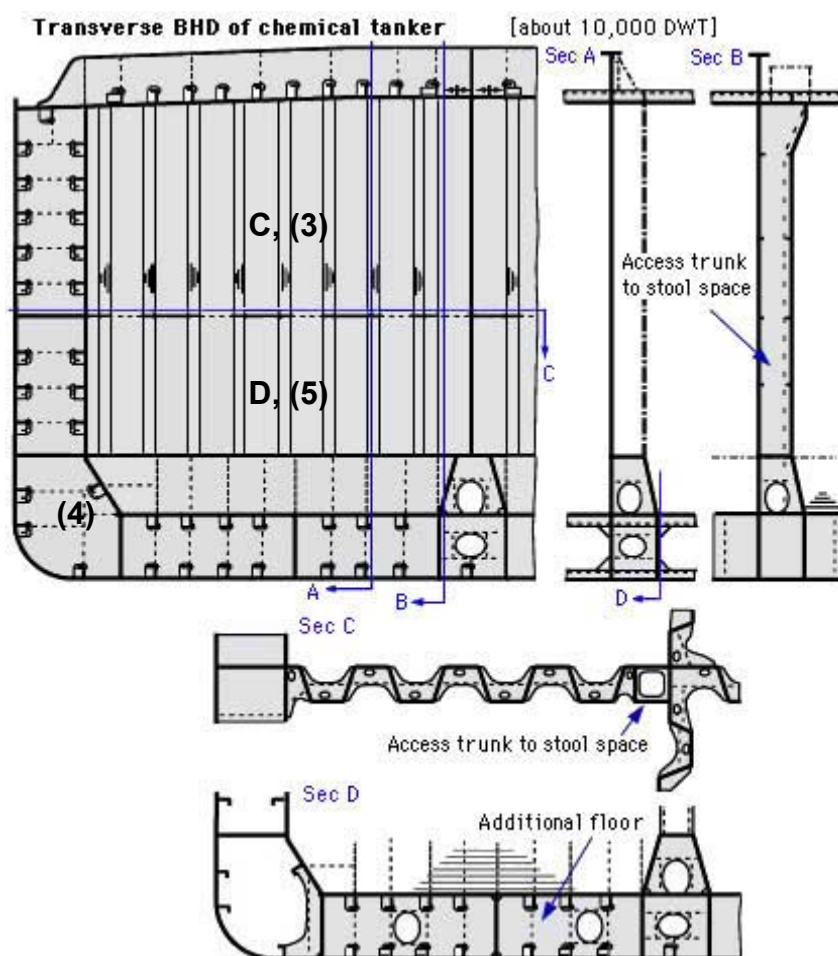 Transverse BHD of chemical tanker [about 10,000 DWT]
Sec A
Sec B
C, (3)
Access trunk
to stool space
C
D, (5)
(4)
A
B
D
Sec C
Access trunk to stool space
Sec D
Additional floor